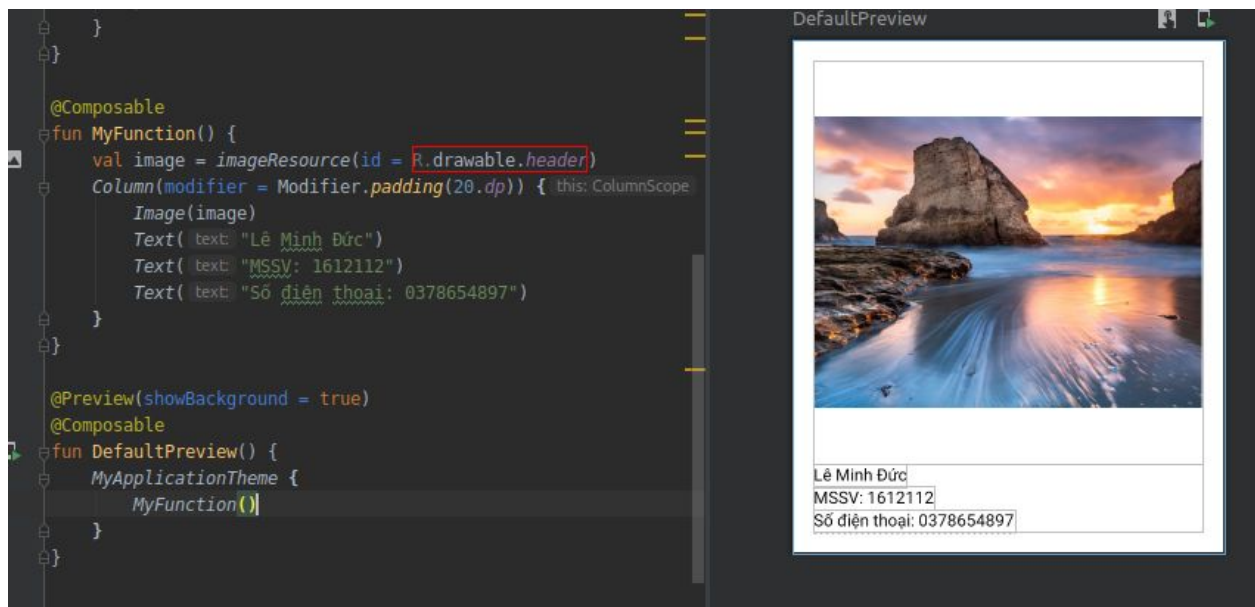 }
}
@Composable
fun MyFunction() {
val image = imageResource(id = R.drawable.header)
Column(modifier = Modifier.padding(20.dp)) { this: ColumnScope
Image(image)
Text( text: "Lê Minh Đức")
Text( text: "MSSV: 1612112")
Text( text: "Số điện thoại: 0378654897")
}
}
@Preview(showBackground = true)
@Composable
fun DefaultPreview() {
MyApplicationTheme {
MyFunction()
}
}
DefaultPreview
Lê Minh Đức
MSSV: 1612112
Số điện thoại: 0378654897